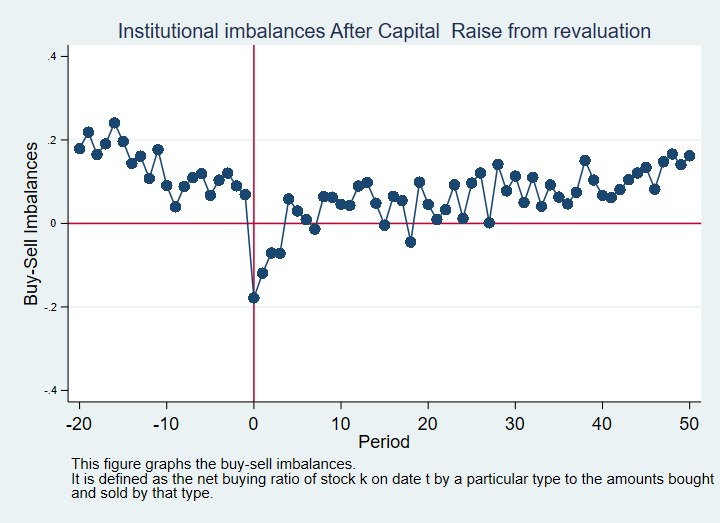 Institutional imbalances After Capital  Raise from revaluation
Buy-Sell Imbalances
.4
.2
0
-.2
-.4
-20 -10 0 10 20 30 40 50
Period
This figure graphs the buy-sell imbalances.
It is defined as the net buying ratio of stock k on date t by a particular type to the amounts bought
and sold by that type.